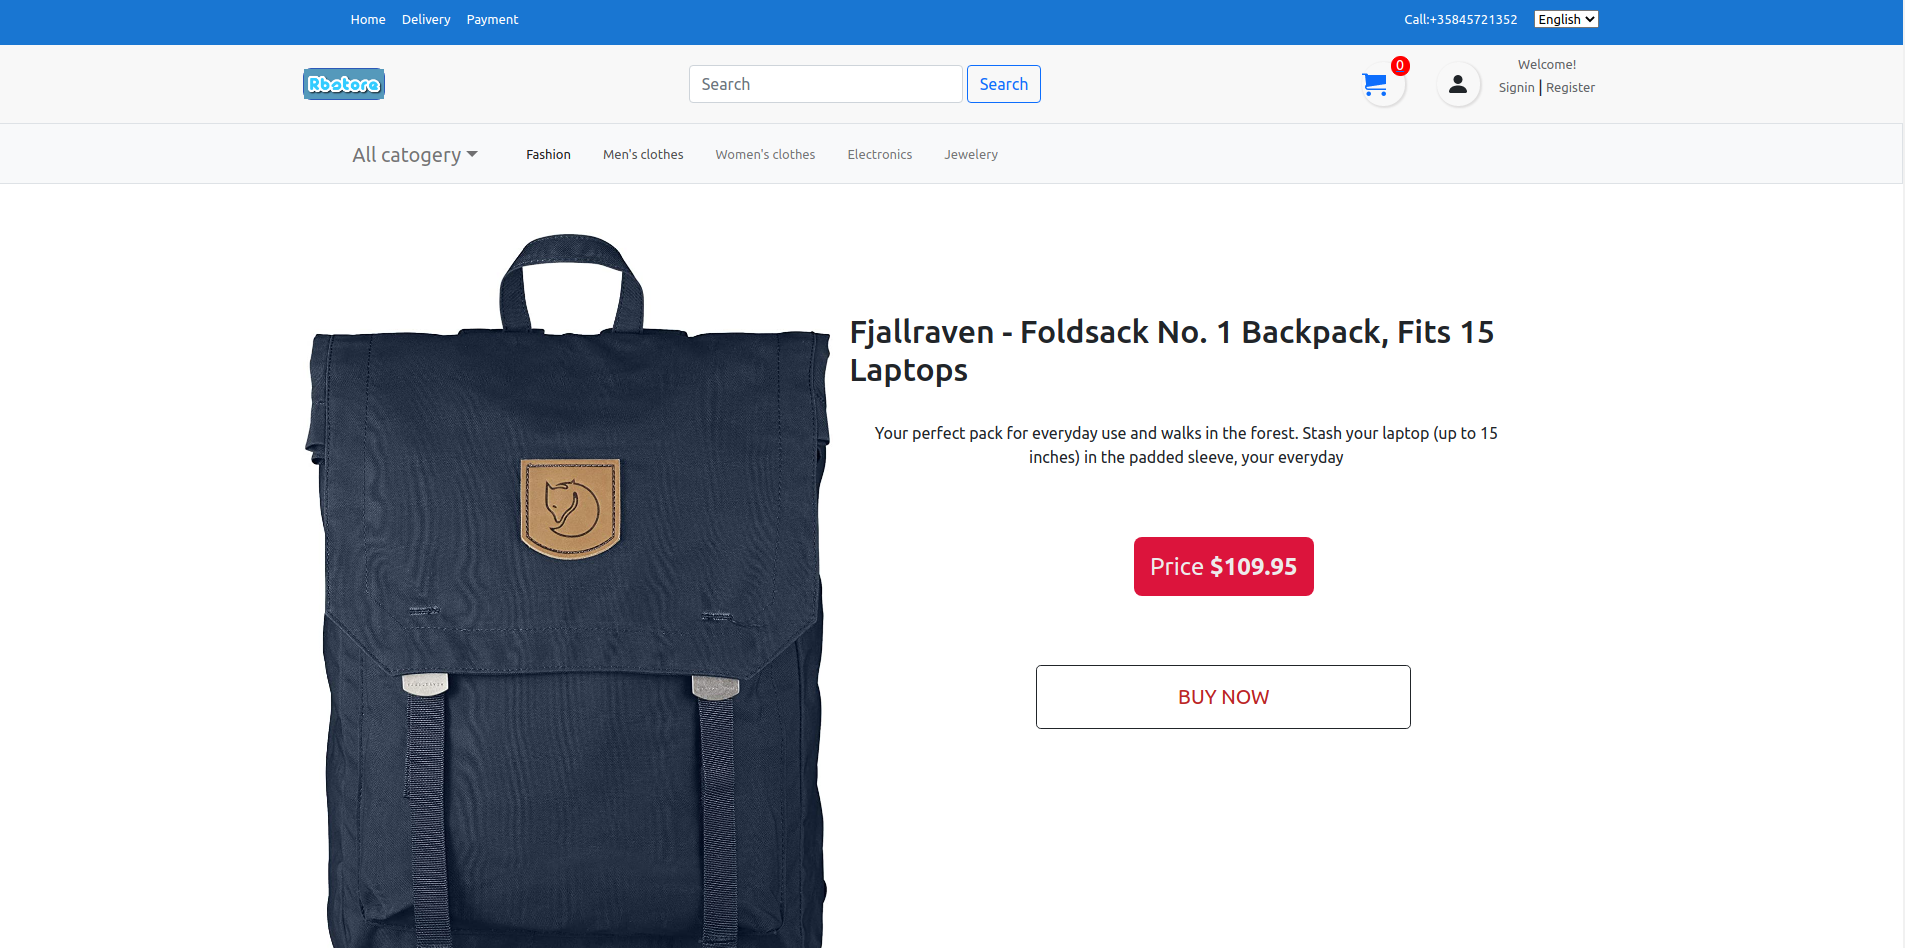 Home Delivery Payment Call:+35845721352 English
Rbstore Search Search 0 Welcome!
Signin | Register
All catogery Fashion Men's clothes Women's clothes Electronics Jewelery
Fjallraven - Foldsack No. 1 Backpack, Fits 15
Laptops
Your perfect pack for everyday use and walks in the forest. Stash your laptop (up to 15
inches) in the padded sleeve, your everyday
Price $109.95
BUY NOW